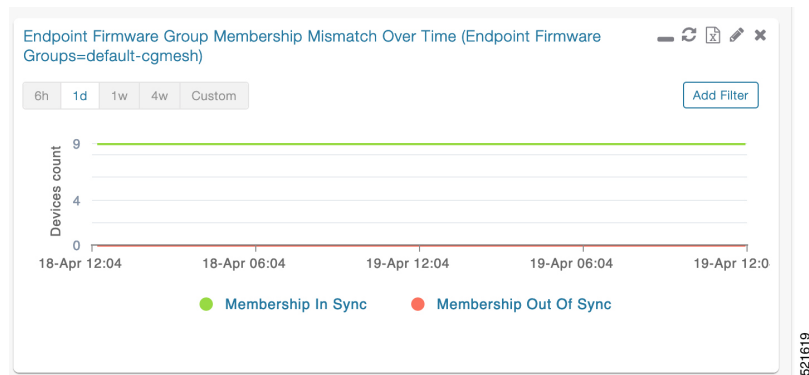 Endpoint Firmware Group Membership Mismatch Over Time (Endpoint Firmware
Groups=default-cgmesh)
6h 1d 1w 4w Custom
Add Filter
Devices count
9
4
0
18-Apr 12:04 18-Apr 06:04 19-Apr 12:04 19-Apr 06:04 19-Apr 12:0
Membership In Sync Membership Out Of Sync
521619